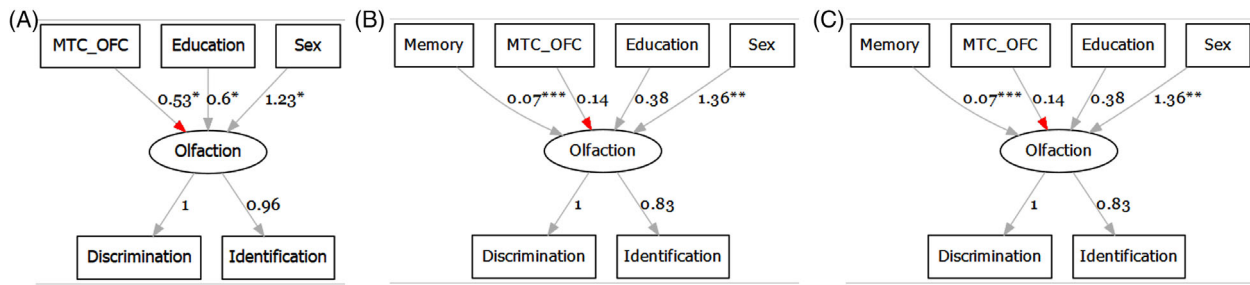 (A)
MTC_OFC Education Sex
0.53* 0.6* 1.23*
Olfaction
1 0.96
Discrimination Identification
(B)
Memory MTC_OFC Education Sex
0.07*** 0.14 0.38 1.36**
Olfaction
1 0.83
Discrimination Identification
(C)
Memory MTC_OFC Education Sex
0.07*** 0.14 0.38 1.36**
Olfaction
1 0.83
Discrimination Identification